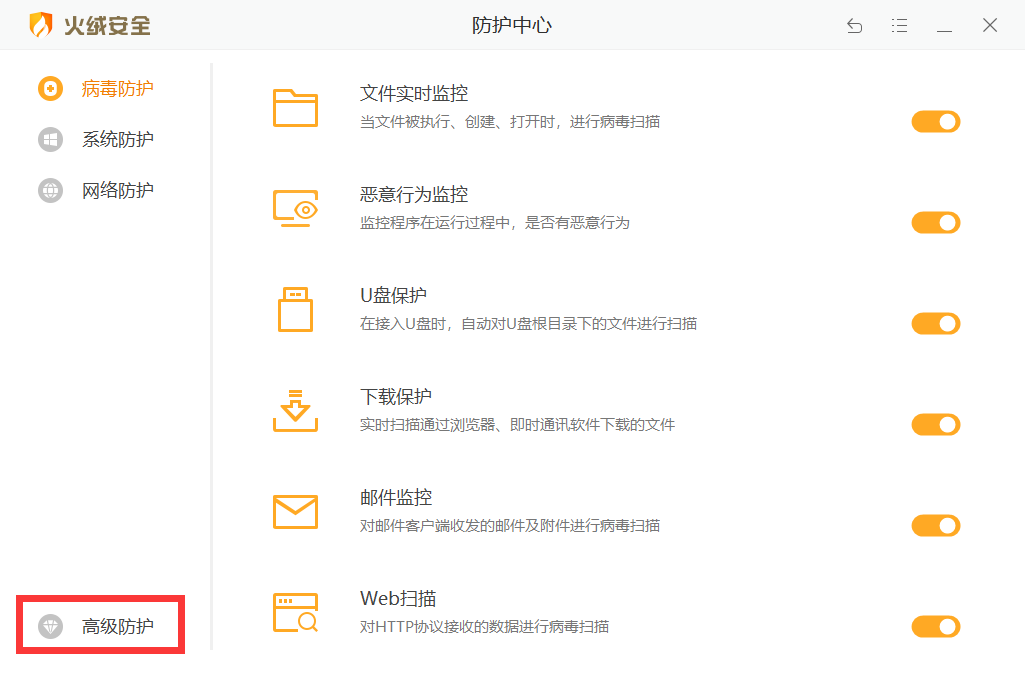 火绒安全
防护中心
病毒防护
系统防护
网络防护
高级防护
文件实时监控
当文件被执行、创建、打开时，进行病毒扫描
恶意行为监控
监控程序在运行过程中，是否有恶意行为
U盘保护
在接入U盘时，自动对U盘根目录下的文件进行扫描
下载保护
实时扫描通过浏览器、即时通讯软件下载的文件
邮件监控
对邮件客户端收发的邮件及附件进行病毒扫描
Web扫描
对HTTP协议接收的数据进行病毒扫描